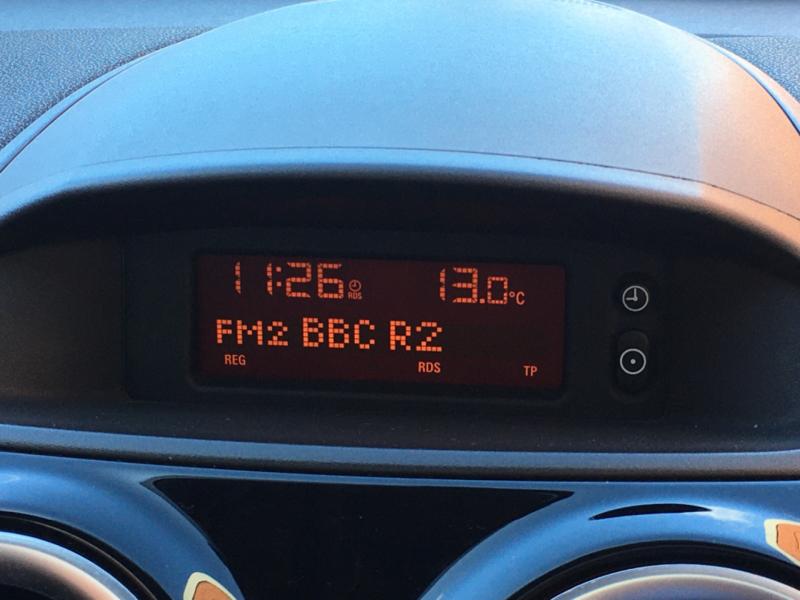 11:26 RDS 13.0°C
FM2 BBC R2
REG RDS TP